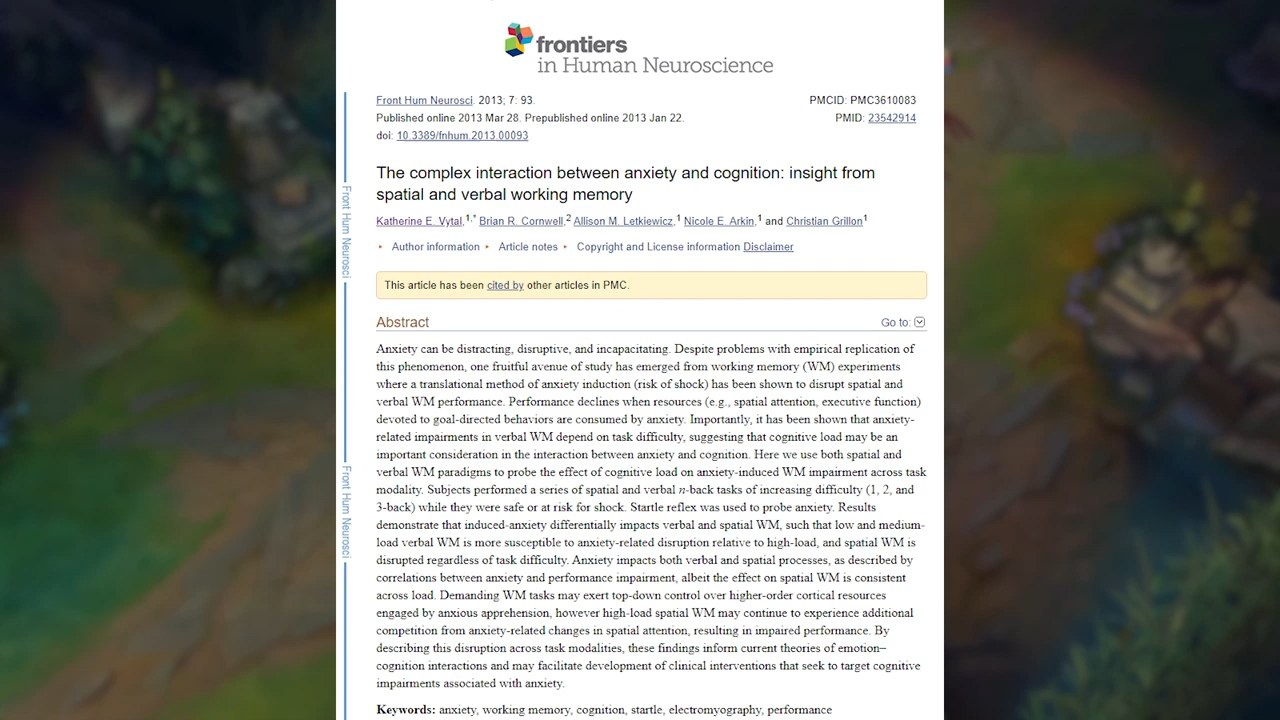 frontiers
in Human Neuroscience
Front Hum Neurosci. 2013; 7: 93.
PMCID: PMC3610083
Published online 2013 Mar 28. Prepublished online 2013 Jan 22.
PMID: 23542914
doi: 10.3389/fnhum.2013.00093
The complex interaction between anxiety and cognition: insight from
spatial and verbal working memory
Katherine E. Vytal,1,* Brian R. Cornwell,2 Allison M. Letkiewicz,1 Nicole E. Arkin,1 and Christian Grillon1
Author information Article notes Copyright and License information Disclaimer
This article has been cited by other articles in PMC.
Abstract
Go to:
Anxiety can be distracting, disruptive, and incapacitating. Despite problems with empirical replication of
this phenomenon, one fruitful avenue of study has emerged from working memory (WM) experiments
where a translational method of anxiety induction (risk of shock) has been shown to disrupt spatial and
verbal WM performance. Performance declines when resources (e.g., spatial attention, executive function)
devoted to goal-directed behaviors are consumed by anxiety. Importantly, it has been shown that anxiety-
related impairments in verbal WM depend on task difficulty, suggesting that cognitive load may be an
important consideration in the interaction between anxiety and cognition. Here we use both spatial and
verbal WM paradigms to probe the effect of cognitive load on anxiety-induced WM impairment across task
modality. Subjects performed a series of spatial and verbal n-back tasks of increasing difficulty (1, 2, and
3-back) while they were safe or at risk for shock. Startle reflex was used to probe anxiety. Results
demonstrate that induced-anxiety differentially impacts verbal and spatial WM, such that low and medium-
load verbal WM is more susceptible to anxiety-related disruption relative to high-load, and spatial WM is
disrupted regardless of task difficulty. Anxiety impacts both verbal and spatial processes, as described by
correlations between anxiety and performance impairment, albeit the effect on spatial WM is consistent
across load. Demanding WM tasks may exert top-down control over higher-order cortical resources
engaged by anxious apprehension, however high-load spatial WM may continue to experience additional
competition from anxiety-related changes in spatial attention, resulting in impaired performance. By
describing this disruption across task modalities, these findings inform current theories of emotion–
cognition interactions and may facilitate development of clinical interventions that seek to target cognitive
impairments associated with anxiety.
Keywords: anxiety, working memory, cognition, startle, electromyography, performance
Front Hum Neurosci
Front Hum Neurosci